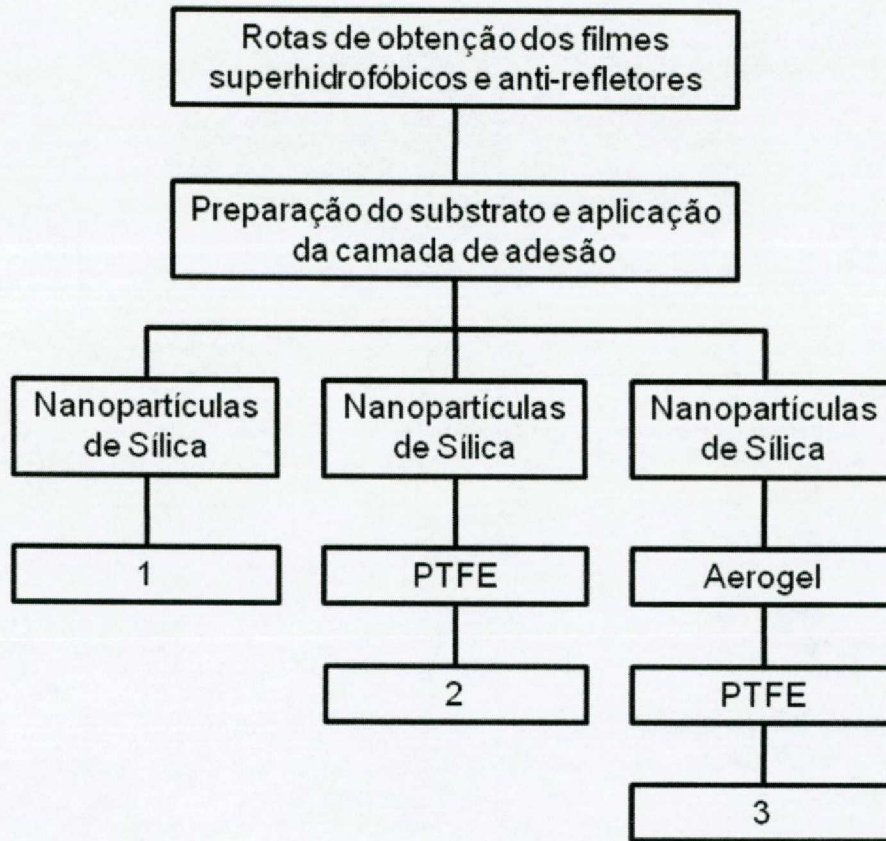 Rotas de obtenção dos filmes
superhidrofóbicos e anti-refletores
Preparação do substrato e aplicação
da camada de adesão
Nanopartículas
de Sílica
1
Nanopartículas
de Sílica
PTFE
2
Nanopartículas
de Sílica
Aerogel
PTFE
3